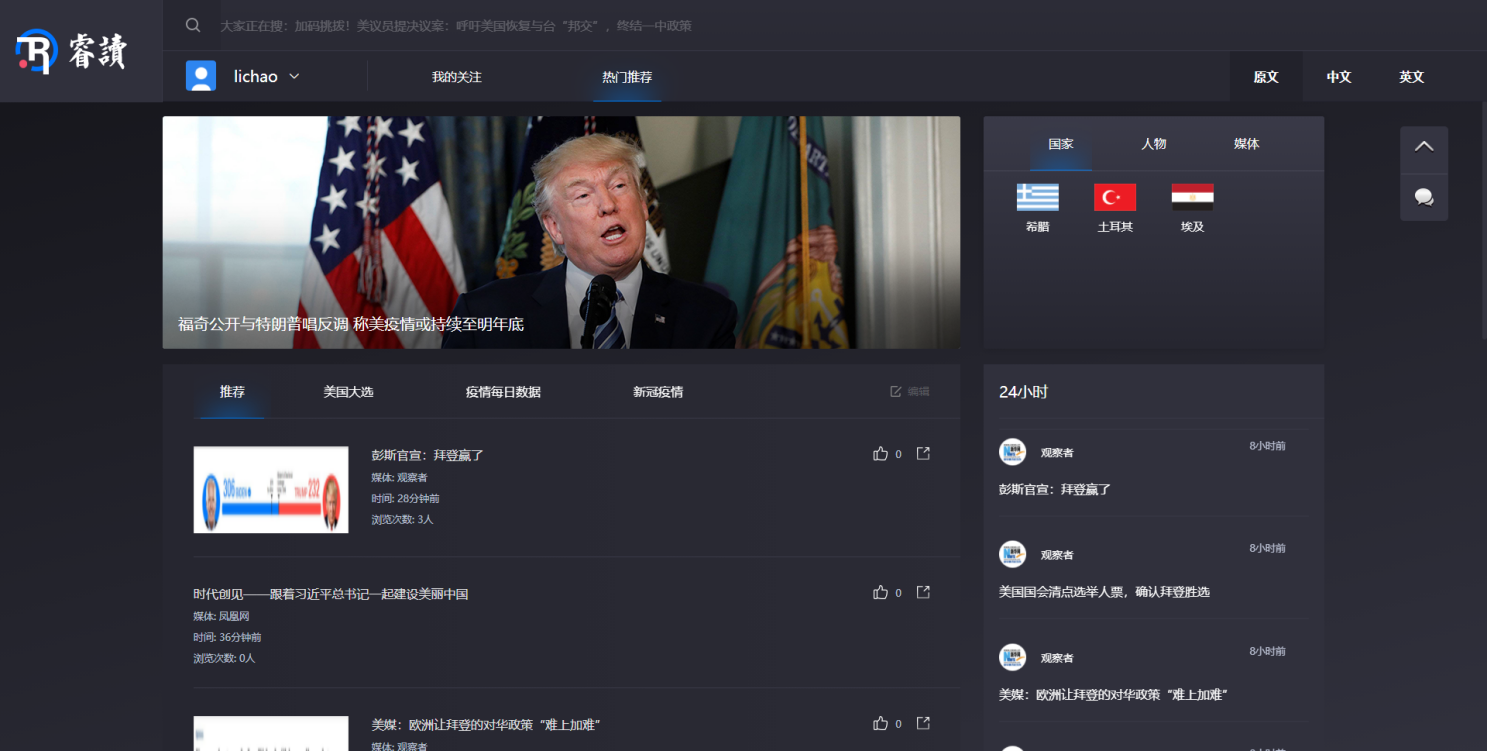 睿讀
大家正在搜：加码挑拨！美议员提决议案：呼吁美国恢复与台“邦交”，终结一中政策
lichao
我的关注
热门推荐
原文
中文
英文
福奇公开与特朗普唱反调 称美疫情或持续至明年底
国家
人物
媒体
希腊
土耳其
埃及
推荐
美国大选
疫情每日数据
新冠疫情
编辑
306
TRUMP 232
彭斯官宣：拜登赢了
0
媒体: 观察者
时间: 28分钟前
浏览次数: 3人
时代创见——跟着习近平总书记一起建设美丽中国
0
媒体: 凤凰网
时间: 36分钟前
浏览次数: 0人
美媒：欧洲让拜登的对华政策“难上加难”
0
媒体: 观察者
24小时
观察者
8小时前
彭斯官宣：拜登赢了
观察者
8小时前
美国国会清点选举人票，确认拜登胜选
观察者
8小时前
美媒：欧洲让拜登的对华政策“难上加难”